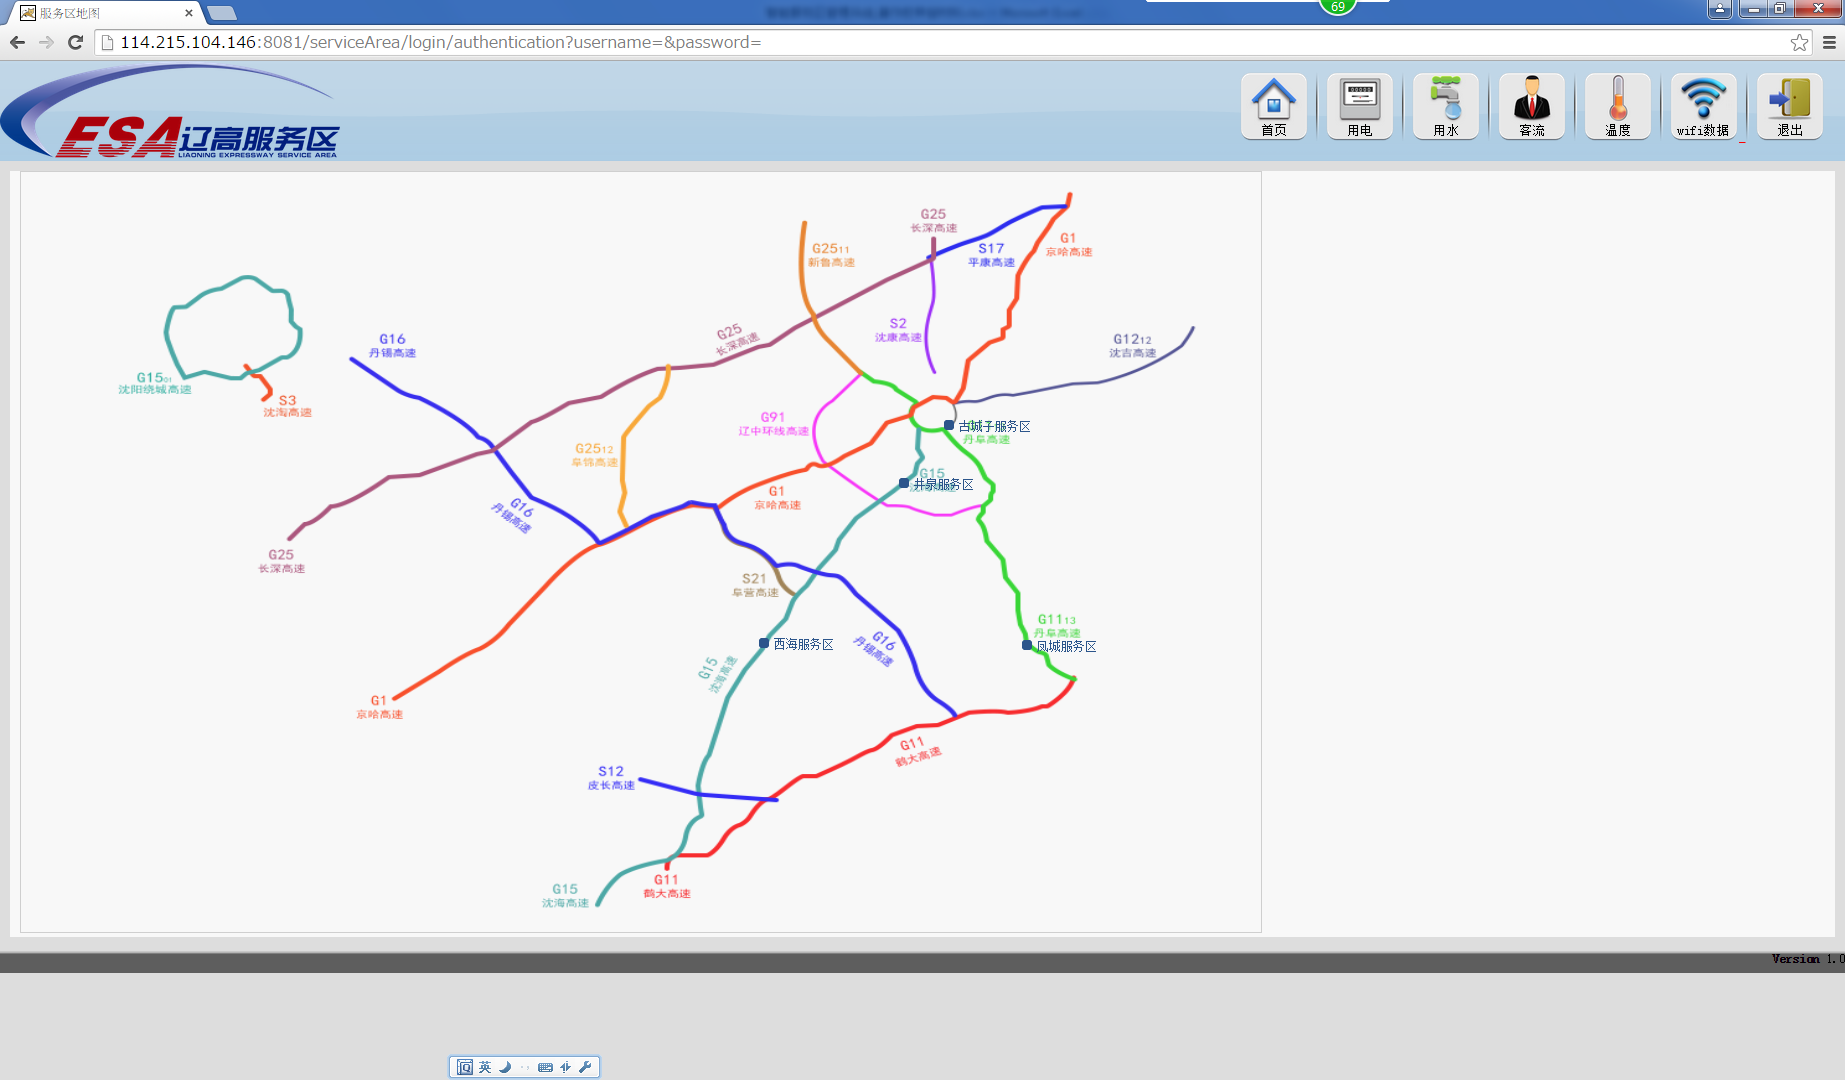 服务区地图
69
114.215.104.146:8081/serviceArea/login/authentication?username=&password=
ESA辽高服务区
LIAONING EXPRESSWAY SERVICE AREA
首页
用电
用水
客流
温度
wifi数据
退出
G25
长深高速
G2511
新鲁高速
S17
平康高速
G1
京哈高速
S2
沈康高速
G25
长深高速
G16
丹锡高速
G1212
沈吉高速
G1501
沈阳绕城高速
S3
沈海高速
G91
辽中环线高速
古城子服务区
丹阜高速
G2512
阜锦高速
G15
井泉服务区
G1
京哈高速
G16
丹锡高速
G25
长深高速
S21
阜营高速
G1113
丹阜高速
凤城服务区
西海服务区
G16
丹锡高速
G15
沈海高速
G1
京哈高速
G11
鹤大高速
S12
皮长高速
G11
鹤大高速
G15
沈海高速
Version 1.0
英